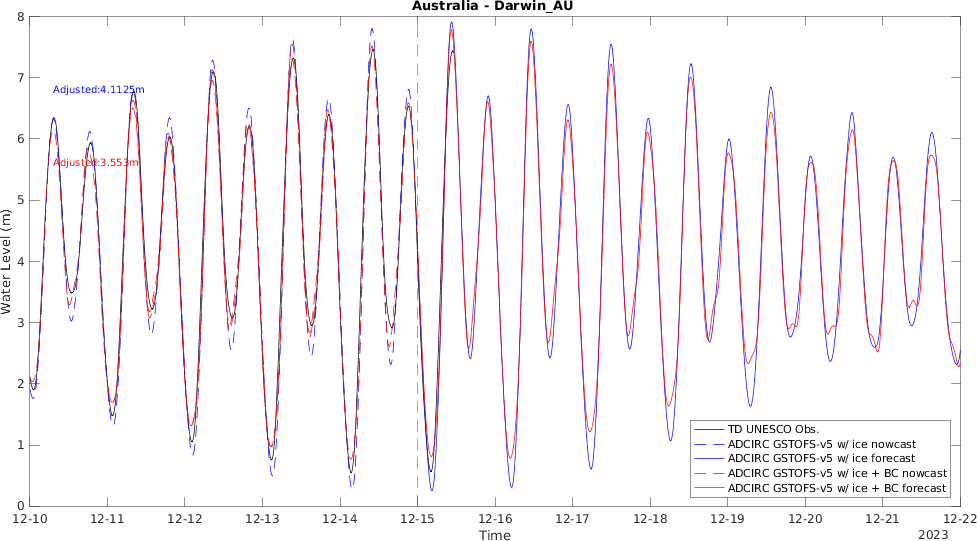 Australia - Darwin_AU
8
7
6
5
4
3
2
1
0
Water Level (m)
Adjusted:4.1125m
Adjusted:3.553m
TD UNESCO Obs.
ADCIRC GSTOFS-v5 w/ ice nowcast
ADCIRC GSTOFS-v5 w/ ice forecast
ADCIRC GSTOFS-v5 w/ ice + BC nowcast
ADCIRC GSTOFS-v5 w/ ice + BC forecast
12-10 12-11 12-12 12-13 12-14 12-15 12-16 12-17 12-18 12-19 12-20 12-21 12-22
Time
2023